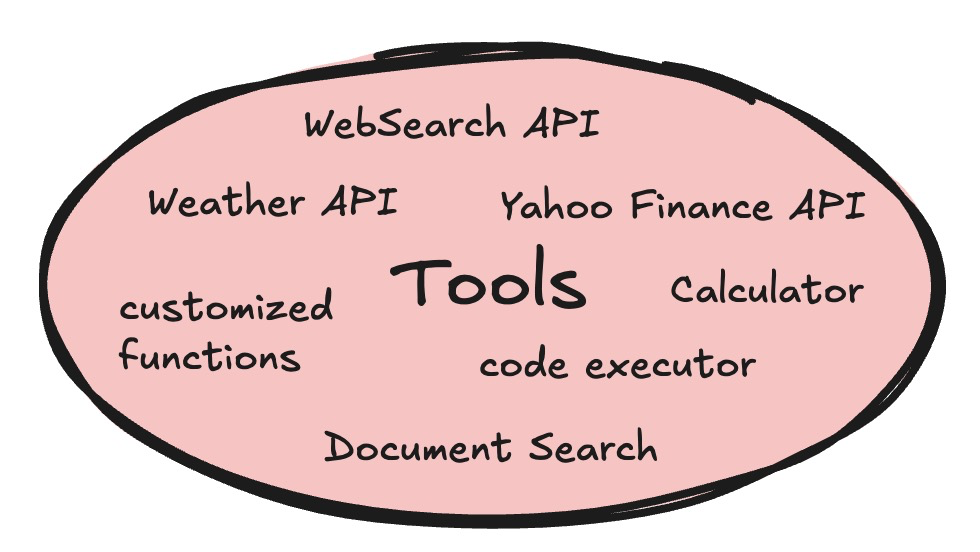 WebSearch API
Weather API
Yahoo Finance API
Tools
Calculator
customized
functions
code executor
Document Search